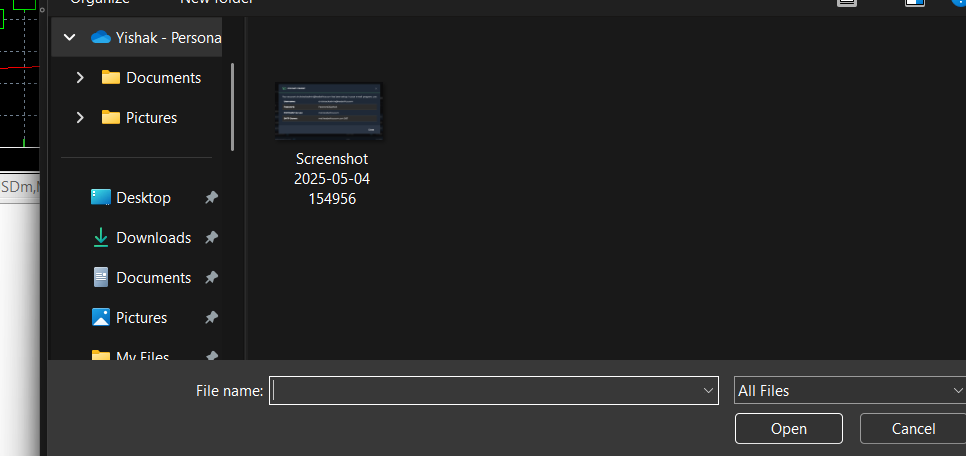 Organize
New folder
Yishak - Persona
Documents
Pictures
SDm,
Desktop
Downloads
Documents
Pictures
My Files
Screenshot
2025-05-04
154956
File name:
All Files
Open
Cancel